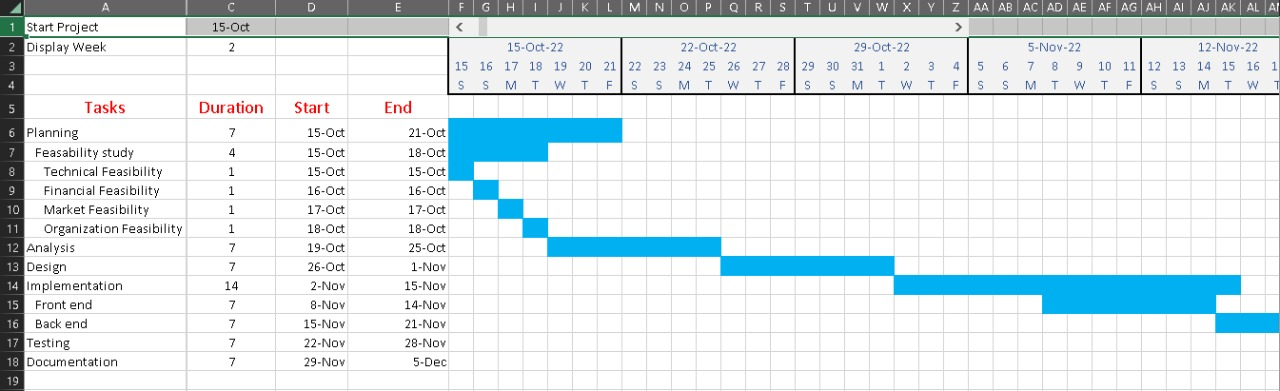 A C D E F G H I J K L M N O P Q R S T U V W X Y Z AA AB AC AD AE AF AG AH AI AJ AK AL
1 Start Project 15-Oct
2 Display Week 2 15-Oct-22 22-Oct-22 29-Oct-22 5-Nov-22 12-Nov-22
3 15 16 17 18 19 20 21 22 23 24 25 26 27 28 29 30 31 1 2 3 4 5 6 7 8 9 10 11 12 13 14 15 16
4 S S M T W T F S S M T W T F S S M T W T F S S M T W T F S S M T W
5 Tasks Duration Start End
6 Planning 7 15-Oct 21-Oct
7 Feasability study 4 15-Oct 18-Oct
8 Technical Feasibility 1 15-Oct 15-Oct
9 Financial Feasibility 1 16-Oct 16-Oct
10 Market Feasibility 1 17-Oct 17-Oct
11 Organization Feasibility 1 18-Oct 18-Oct
12 Analysis 7 19-Oct 25-Oct
13 Design 7 26-Oct 1-Nov
14 Implementation 14 2-Nov 15-Nov
15 Front end 7 8-Nov 14-Nov
16 Back end 7 15-Nov 21-Nov
17 Testing 7 22-Nov 28-Nov
18 Documentation 7 29-Nov 5-Dec
19